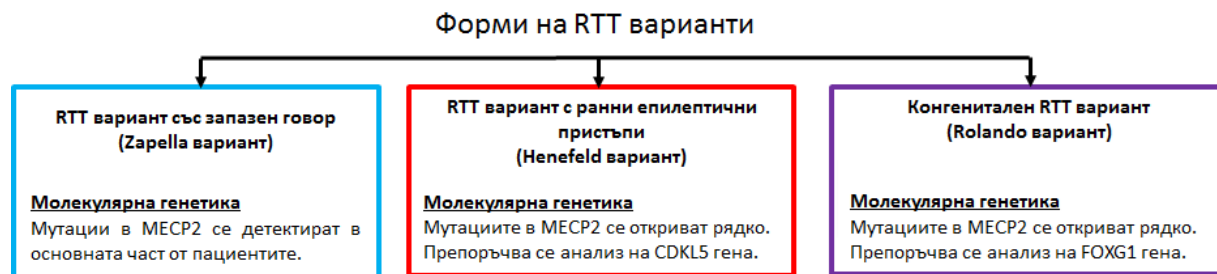 Форми на RTT варианти
RTT вариант със запазен говор
(Zapella вариант)
Молекулярна генетика
Мутации в MECP2 се детектират в
основната част от пациентите.
RTT вариант с ранни епилептични
пристъпи
(Henefeld вариант)
Молекулярна генетика
Мутациите в MECP2 се откриват рядко.
Препоръчва се анализ на CDKL5 гена.
Конгенитален RTT вариант
(Rolando вариант)
Молекулярна генетика
Мутациите в MECP2 се откриват рядко.
Препоръчва се анализ на FOXG1 гена.